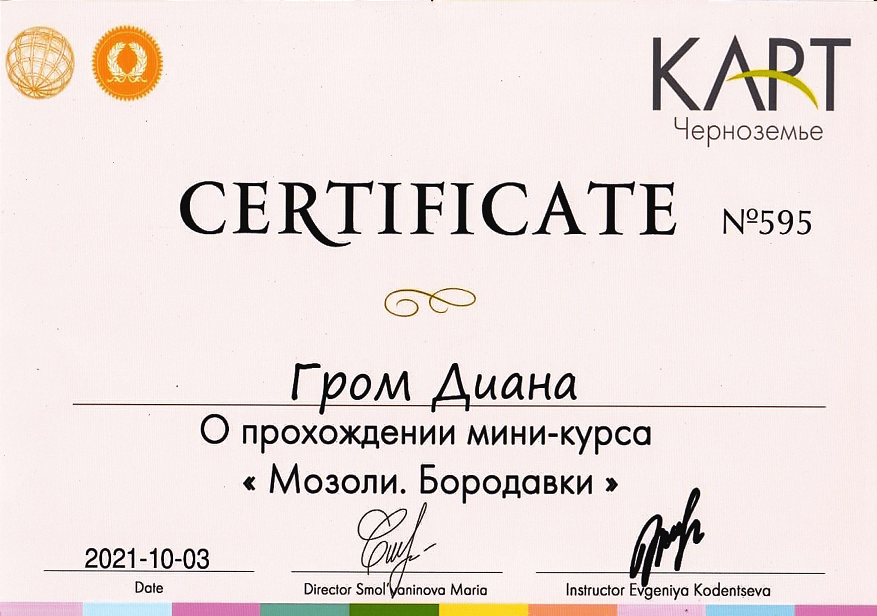 KART
Черноземье
CERTIFICATE №595
Гром Диана
О прохождении мини-курса
« Мозоли. Бородавки »
2021-10-03
Date
Director Smol'yaninova Maria
Instructor Evgeniya Kodentseva